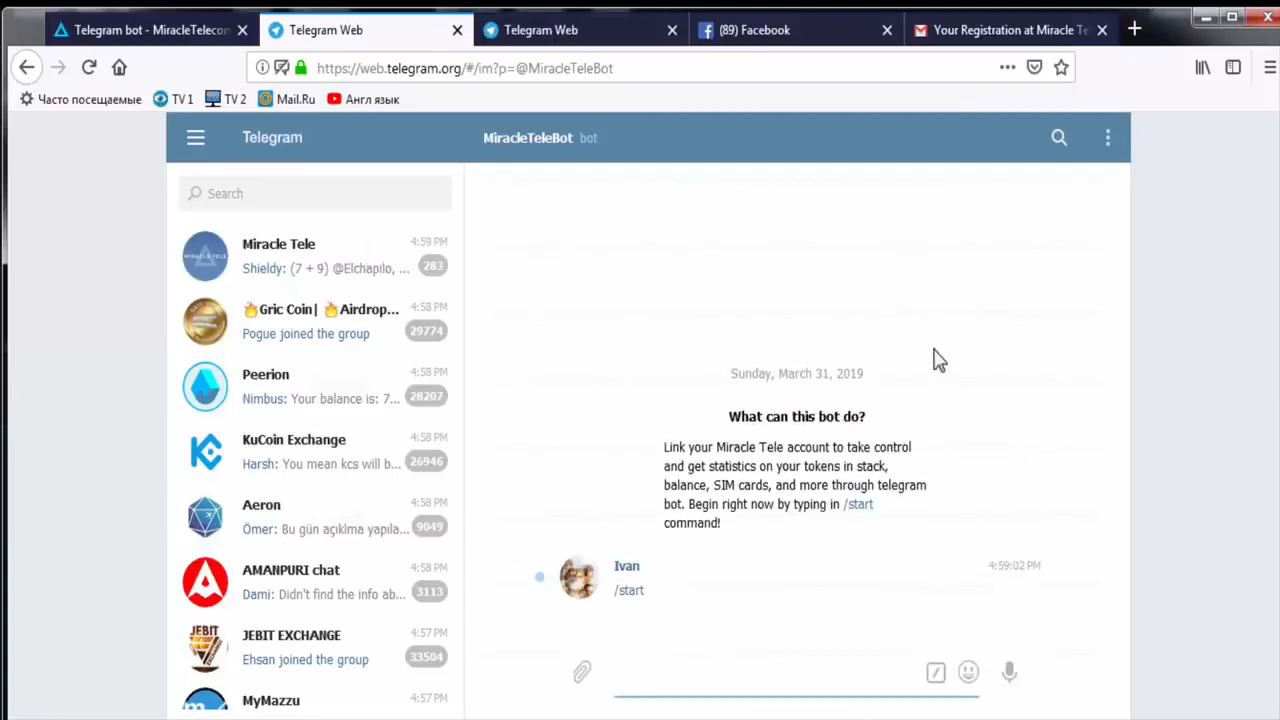 Telegram bot - MiracleTelecom
Telegram Web
Telegram Web
(89) Facebook
Your Registration at Miracle Te
https://web.telegram.org/#/im?p=@MiracleTeleBot
Часто посещаемые
TV 1
TV 2
Mail.Ru
Англ язык
Telegram
MiracleTeleBot bot
Search
Miracle Tele 4:59 PM
Shieldy: (7 + 9) @Elchapilo, ... 283
🔥Gric Coin| 🔥Airdrop... 4:58 PM
Pogue joined the group 29774
Peerion 4:58 PM
Nimbus: Your balance is: 7... 28207
KuCoin Exchange 4:58 PM
Harsh: You mean kcs will b... 26946
Aeron 4:58 PM
Ömer: Bu gün açıklma yapıla... 9049
AMANPURI chat 4:58 PM
Dami: Didn't find the info ab... 3113
JEBIT EXCHANGE 4:57 PM
Ehsan joined the group 33504
MyMazzu 4:57 PM
MIRACLE TELE
JEBIT
Sunday, March 31, 2019
What can this bot do?
Link your Miracle Tele account to take control
and get statistics on your tokens in stack,
balance, SIM cards, and more through telegram
bot. Begin right now by typing in /start
command!
Ivan 4:59:02 PM
/start